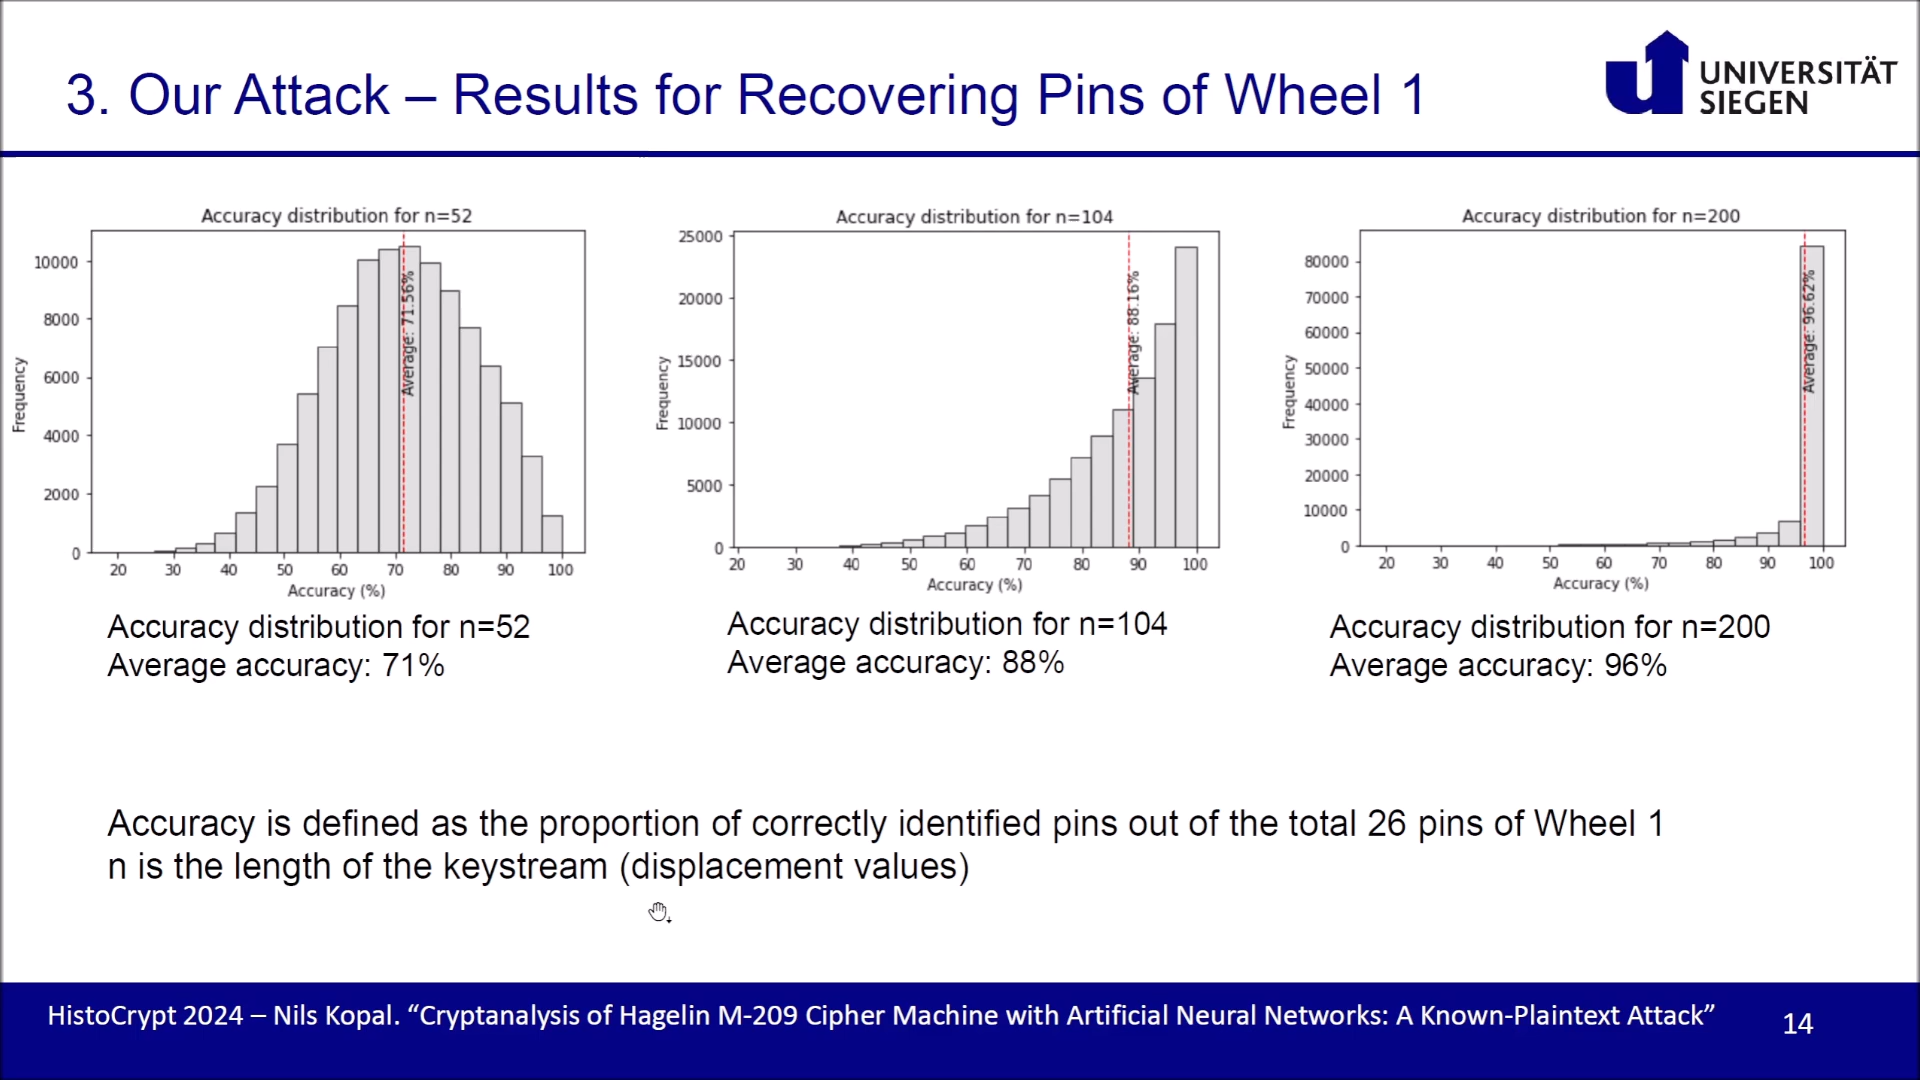 3. Our Attack – Results for Recovering Pins of Wheel 1
UNIVERSITÄT
SIEGEN
Accuracy distribution for n=52
Frequency
10000
8000
6000
4000
2000
0
Average: 71.56%
20 30 40 50 60 70 80 90 100
Accuracy (%)
Accuracy distribution for n=52
Average accuracy: 71%
Accuracy distribution for n=104
Frequency
25000
20000
15000
10000
5000
0
Average: 88.16%
20 30 40 50 60 70 80 90 100
Accuracy (%)
Accuracy distribution for n=104
Average accuracy: 88%
Accuracy distribution for n=200
Frequency
80000
70000
60000
50000
40000
30000
20000
10000
0
Average: 96.62%
20 30 40 50 60 70 80 90 100
Accuracy (%)
Accuracy distribution for n=200
Average accuracy: 96%
Accuracy is defined as the proportion of correctly identified pins out of the total 26 pins of Wheel 1
n is the length of the keystream (displacement values)
HistoCrypt 2024 – Nils Kopal. “Cryptanalysis of Hagelin M-209 Cipher Machine with Artificial Neural Networks: A Known-Plaintext Attack”
14